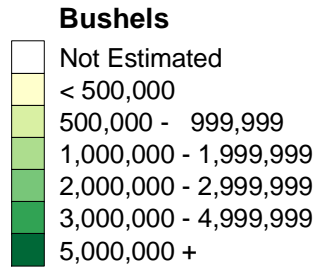 Bushels
Not Estimated
< 500,000
500,000 - 999,999
1,000,000 - 1,999,999
2,000,000 - 2,999,999
3,000,000 - 4,999,999
5,000,000 +